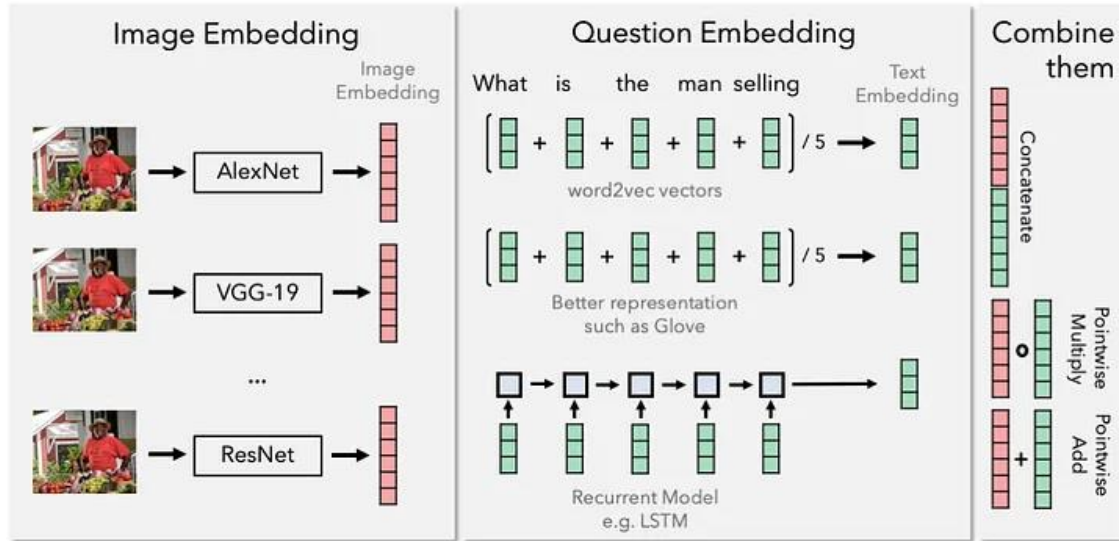 Image Embedding
Image
Embedding
AlexNet
VGG-19
...
ResNet
Question Embedding
What is the man selling
Text
Embedding
+ + + + / 5
word2vec vectors
+ + + + / 5
Better representation
such as Glove
Recurrent Model
e.g. LSTM
Combine
them
Concatenate
Pointwise
Multiply
+
Pointwise
Add